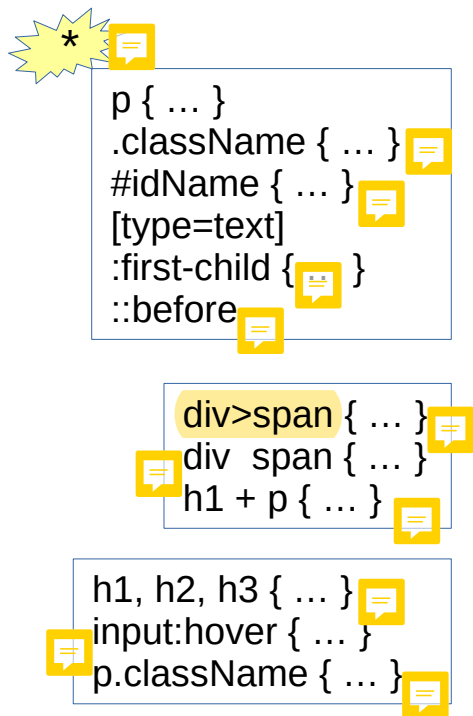 *
p { … }
.className { … }
#idName { … }
[type=text]
:first-child { }
::before
div>span { … }
div span { … }
h1 + p { … }
h1, h2, h3 { … }
input:hover { … }
p.className { … }